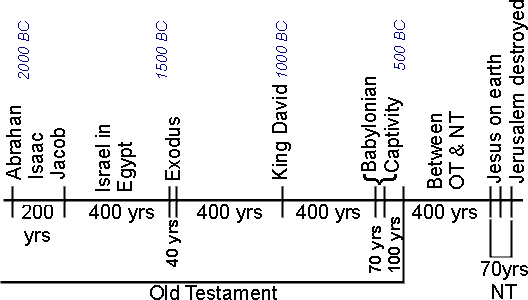 2000 BC
1500 BC
1000 BC
500 BC
Abrahan
Isaac
Jacob
Israel in
Egypt
Exodus
King David
Babylonian
Captivity
Between
OT & NT
Jesus on earth
Jerusalem destroyed
200
yrs
400 yrs
40 yrs
400 yrs
400 yrs
70 yrs
100 yrs
400 yrs
70yrs
NT
Old Testament